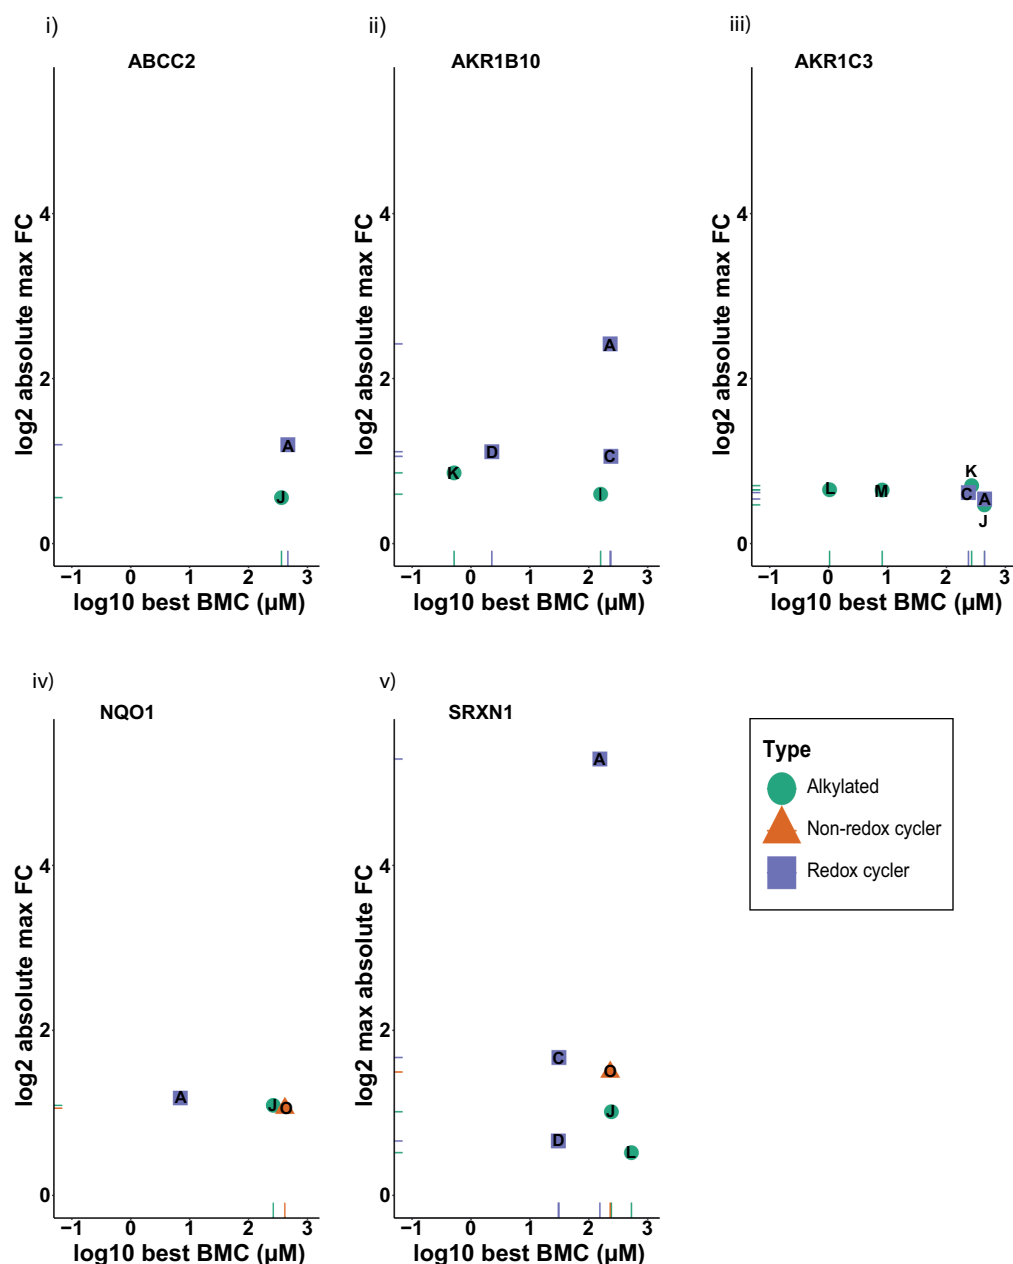 i)
ABCC2
log2 absolute max FC
4
2
0
A
J
−1 0 1 2 3
log10 best BMC (µM)
ii)
AKR1B10
log2 absolute max FC
4
2
0
A
D
C
K
I
−1 0 1 2 3
log10 best BMC (µM)
iii)
AKR1C3
log2 absolute max FC
4
2
0
K
L
M
C
A
J
−1 0 1 2 3
log10 best BMC (µM)
iv)
NQO1
log2 absolute max FC
4
2
0
A
J
O
−1 0 1 2 3
log10 best BMC (µM)
v)
SRXN1
log2 max absolute FC
4
2
0
A
C
O
J
D
L
−1 0 1 2 3
log10 best BMC (µM)
Type
Alkylated
Non-redox cycler
Redox cycler